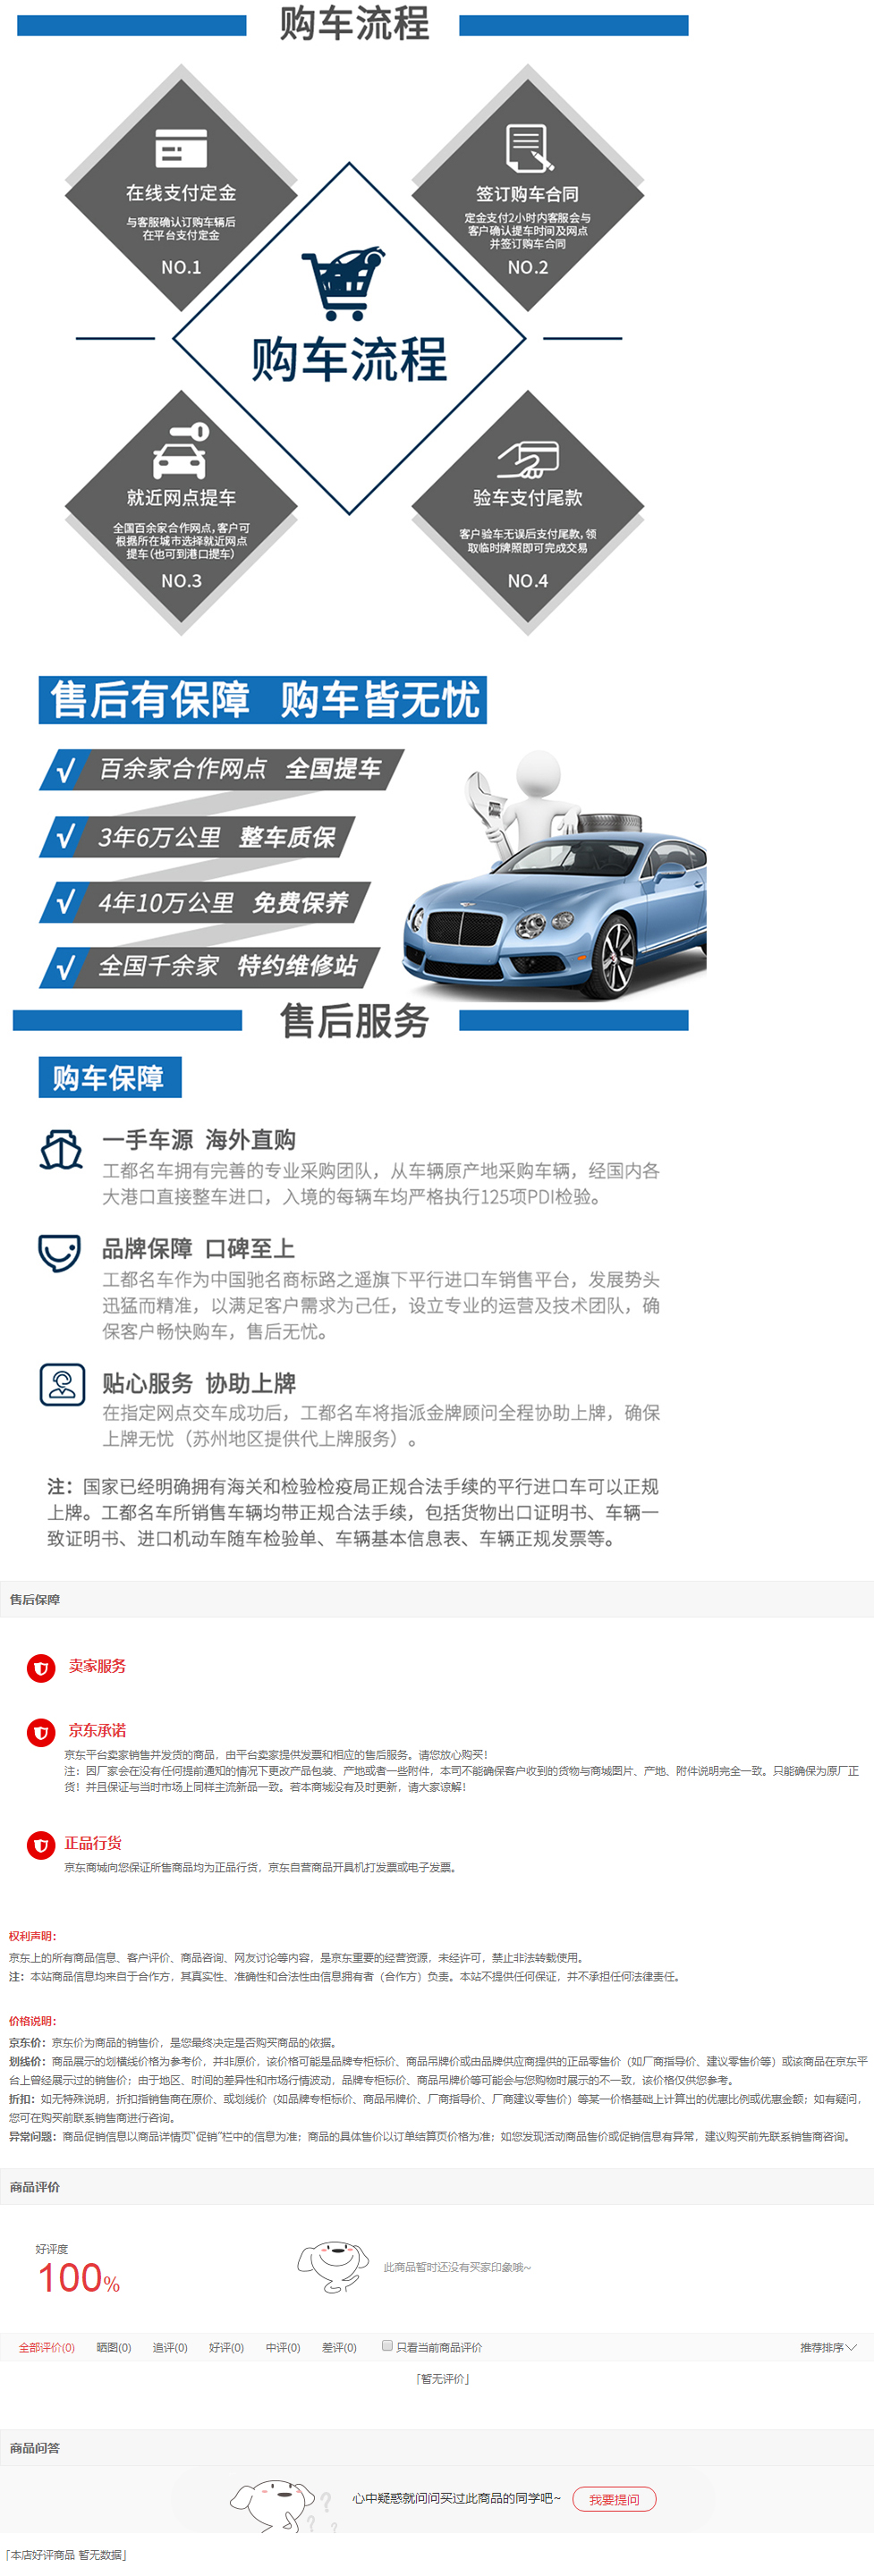 购车流程
在线支付定金
与客服确认订购车辆后
在平台支付定金
NO.1
签订购车合同
定金支付2小时内客服会与
客户确认提车时间及网点
并签订购车合同
NO.2
购车流程
就近网点提车
全国百余家合作网点,客户可
根据所在城市选择就近网点
提车(也可到港口提车)
NO.3
验车支付尾款
客户验车无误后支付尾款,领
取临时牌照即可完成交易
NO.4
售后有保障 购车皆无忧
√ 百余家合作网点 全国提车
√ 3年6万公里 整车质保
√ 4年10万公里 免费保养
√ 全国千余家 特约维修站
售后服务
购车保障
一手车源 海外直购
工都名车拥有完善的专业采购团队，从车辆原产地采购车辆，经国内各
大港口直接整车进口，入境的每辆车均严格执行125项PDI检验。
品牌保障 口碑至上
工都名车作为中国驰名商标路之遥旗下平行进口车销售平台，发展势头
迅猛而精准，以满足客户需求为己任，设立专业的运营及技术团队，确
保客户畅快购车，售后无忧。
贴心服务 协助上牌
在指定网点交车成功后，工都名车将指派金牌顾问全程协助上牌，确保
上牌无忧（苏州地区提供代上牌服务）。
注：国家已经明确拥有海关和检验检疫局正规合法手续的平行进口车可以正规
上牌。工都名车所销售车辆均带正规合法手续，包括货物出口证明书、车辆一
致证明书、进口机动车随车检验单、车辆基本信息表、车辆正规发票等。
售后保障
卖家服务
京东承诺
京东平台卖家销售并发货的商品，由平台卖家提供发票和相应的售后服务。请您放心购买！
注：因厂家会在没有任何提前通知的情况下更改产品包装、产地或者一些附件，本司不能确保客户收到的货物与商城图片、产地、附件说明完全一致。只能确保为原厂正
货！并且保证与当时市场上同样主流新品一致。若本商城没有及时更新，请大家谅解！
正品行货
京东商城向您保证所售商品均为正品行货，京东自营商品开具机打发票或电子发票。
权利声明：
京东上的所有商品信息、客户评价、商品咨询、网友讨论等内容，是京东重要的经营资源，未经许可，禁止非法转载使用。
注：本站商品信息均来自于合作方，其真实性、准确性和合法性由信息拥有者（合作方）负责。本站不提供任何保证，并不承担任何法律责任。
价格说明：
京东价：京东价为商品的销售价，是您最终决定是否购买商品的依据。
划线价：商品展示的划横线价格为参考价，并非原价，该价格可能是品牌专柜标价、商品吊牌价或由品牌供应商提供的正品零售价（如厂商指导价、建议零售价等）或该商品在京东平
台上曾经展示过的销售价；由于地区、时间的差异性和市场行情波动，品牌专柜标价、商品吊牌价等可能会与您购物时展示的不一致，该价格仅供您参考。
折扣：如无特殊说明，折扣指销售商在原价、或划线价（如品牌专柜标价、商品吊牌价、厂商指导价、厂商建议零售价）等某一价格基础上计算出的优惠比例或优惠金额；如有疑问，
您可在购买前联系销售商进行咨询。
异常问题：商品促销信息以商品详情页"促销"栏中的信息为准；商品的具体售价以订单结算页价格为准；如您发现活动商品售价或促销信息有异常，建议购买前先联系销售商咨询。
商品评价
好评度
100%
此商品暂时还没有买家印象哦~
全部评价(0) 晒图(0) 追评(0) 好评(0) 中评(0) 差评(0) 只看当前商品评价 推荐排序
「暂无评价」
商品问答
心中疑惑就问问买过此商品的同学吧~ 我要提问
「本店好评商品 暂无数据」